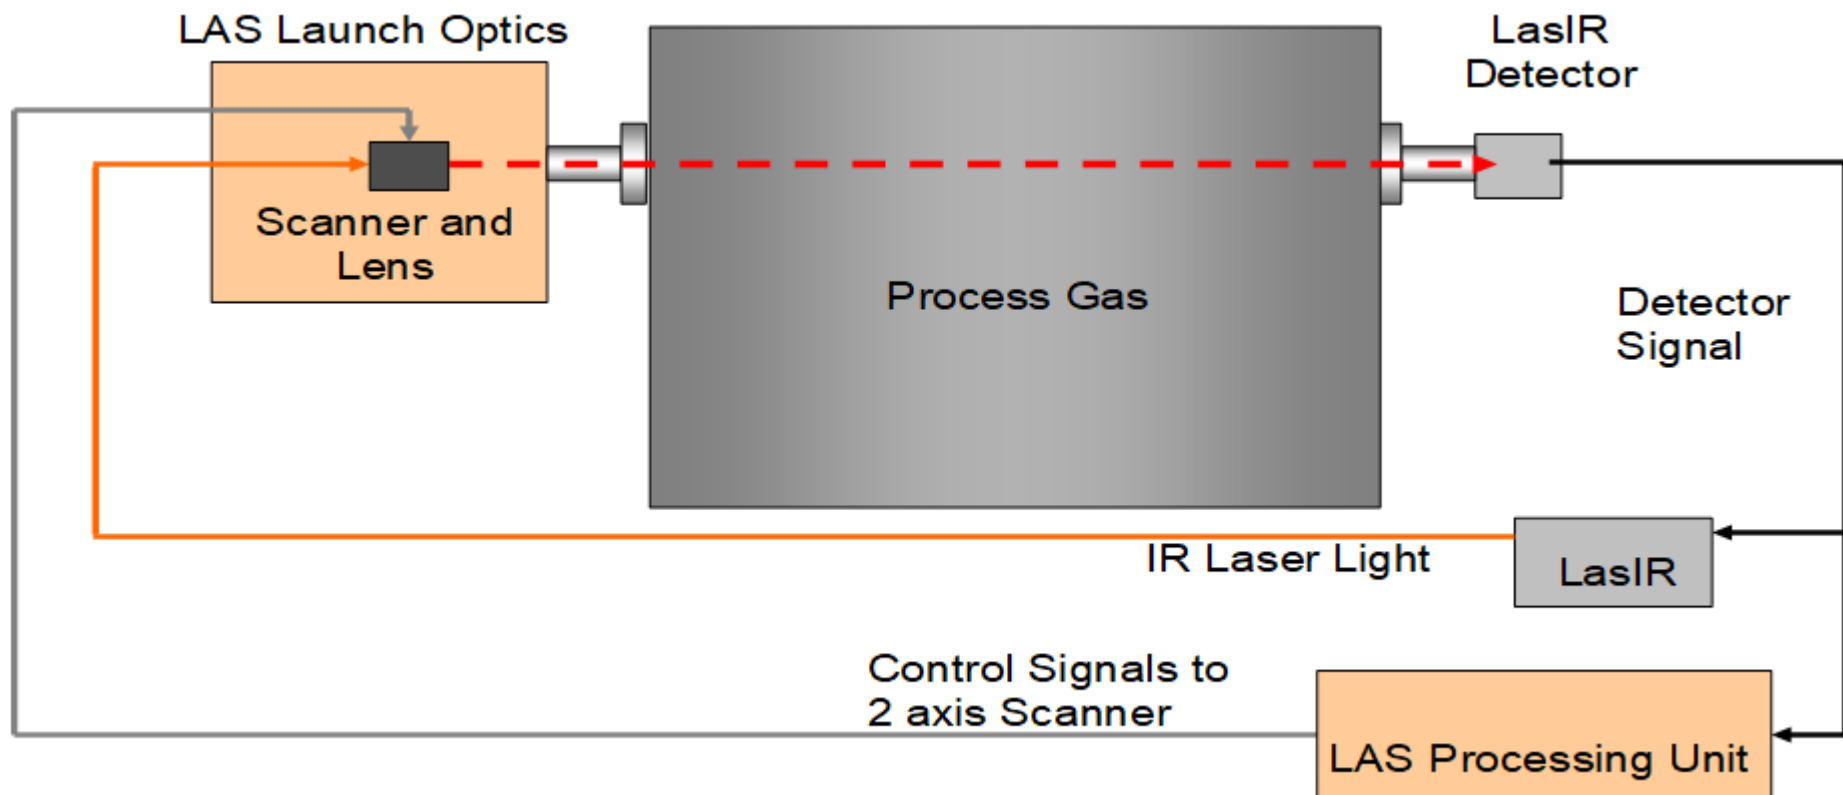 LAS Launch Optics
LasIR
Detector
Scanner and
Lens
Process Gas
Detector
Signal
IR Laser Light
LasIR
Control Signals to
2 axis Scanner
LAS Processing Unit